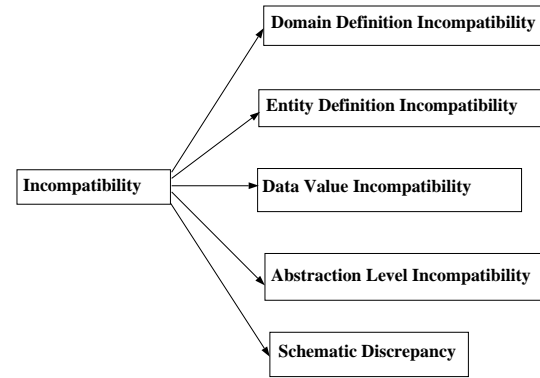 Domain Definition Incompatibility
Entity Definition Incompatibility
Incompatibility
Data Value Incompatibility
Abstraction Level Incompatibility
Schematic Discrepancy